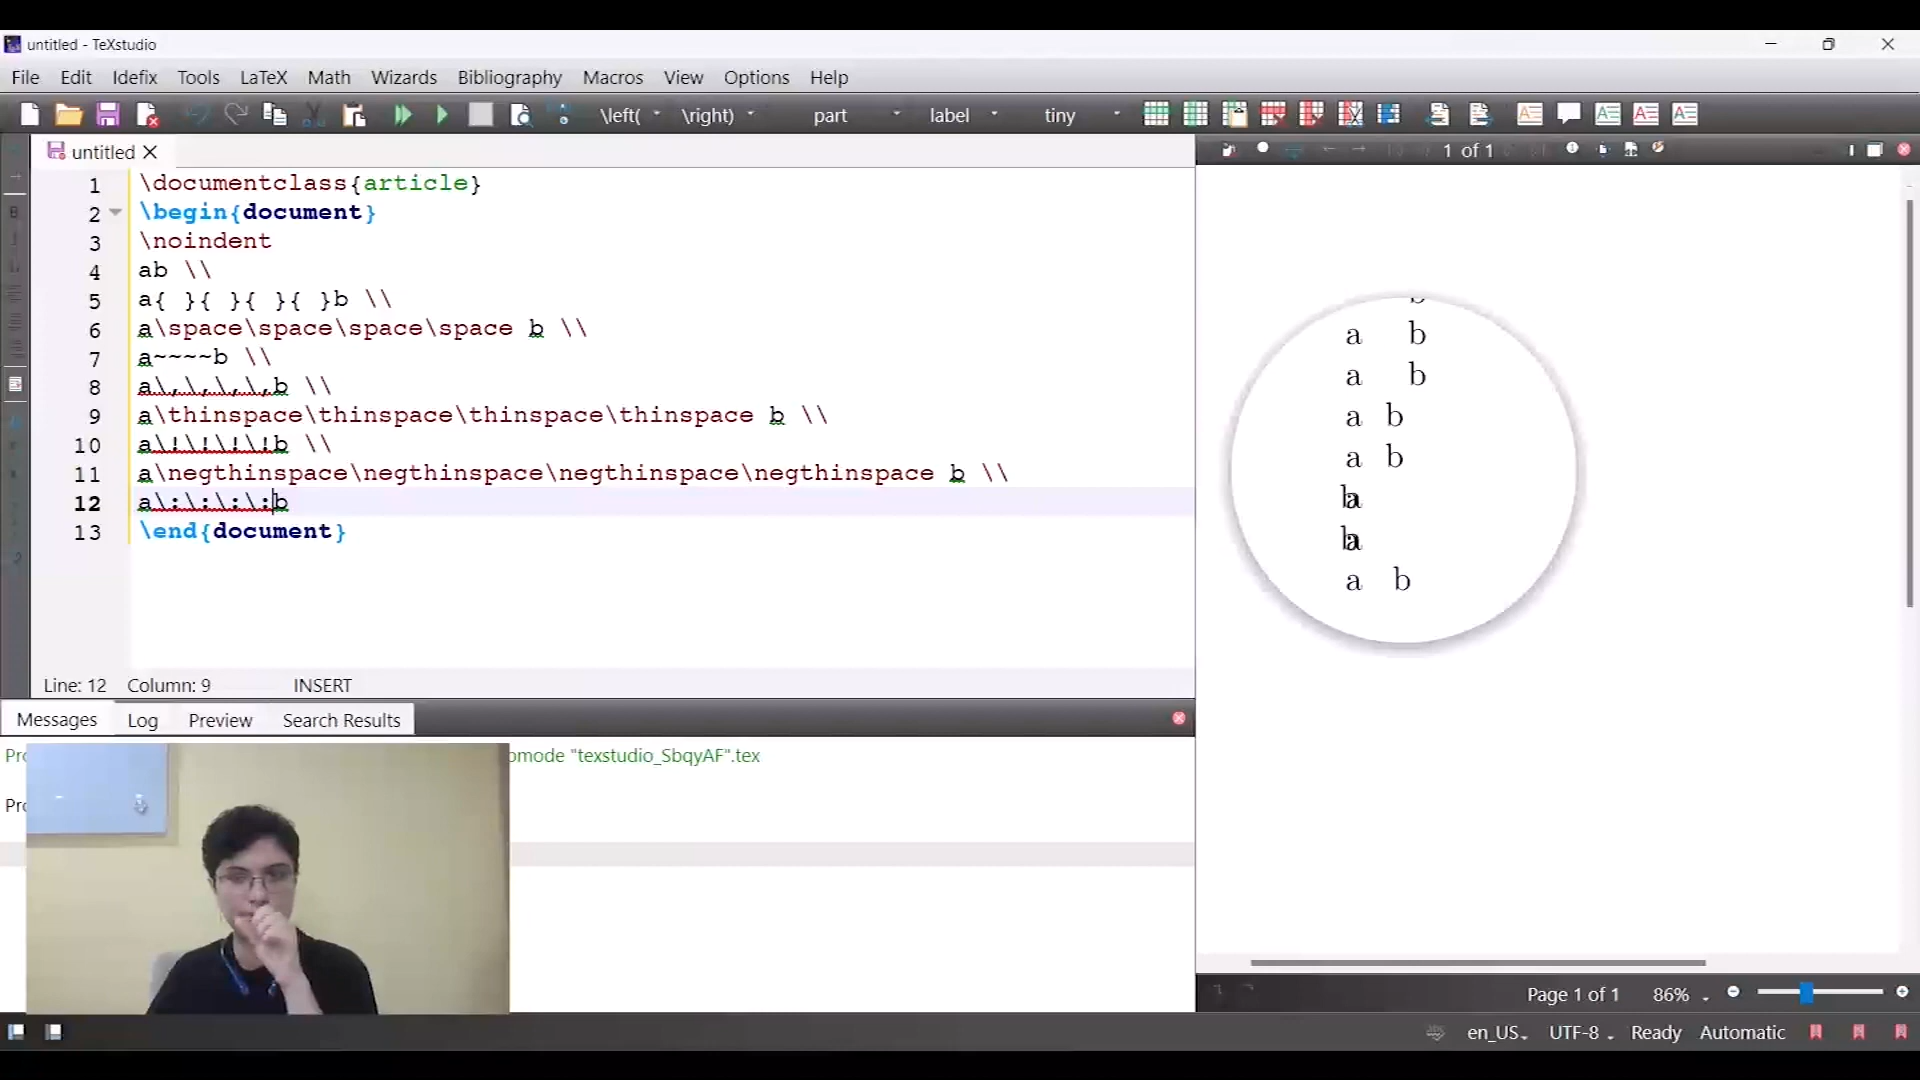 untitled - TeXstudio
File Edit Idefix Tools LaTeX Math Wizards Bibliography Macros View Options Help
\left( \right) part label tiny
untitled
1 of 1
1 \documentclass{article}
2 \begin{document}
3 \noindent
4 ab \\
5 a{ }{ }{ }{ }b \\
6 a\space\space\space\space b \\
7 a~~~~b \\
8 a\,\,\,\,b \\
9 a\thinspace\thinspace\thinspace\thinspace b \\
10 a\!\!\!\!b \\
11 a\negthinspace\negthinspace\negthinspace\negthinspace b \\
12 a\:\:\:\:b
13 \end{document}
a b
a b
a b
a b
ba
ba
a b
Line: 12 Column: 9 INSERT
Messages Log Preview Search Results
omode "texstudio_SbqyAF".tex
Page 1 of 1 86%
en_US UTF-8 Ready Automatic